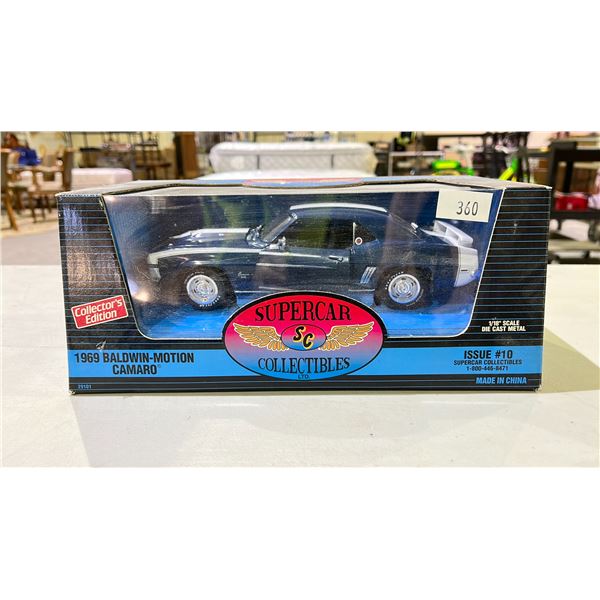 360
Collector's
Edition
SUPERCAR
SC
COLLECTIBLES
LTD.
1969 BALDWIN-MOTION
CAMARO®
29101
1/18" SCALE
DIE CAST METAL
ISSUE #10
SUPERCAR COLLECTIBLES
1-800-446-8471
MADE IN CHINA